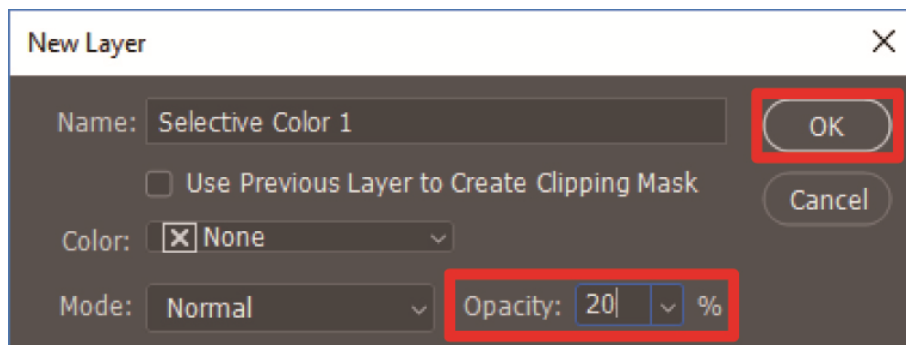 New Layer
Name: Selective Color 1
OK
Use Previous Layer to Create Clipping Mask
Cancel
Color: None
Mode: Normal Opacity: 20 %